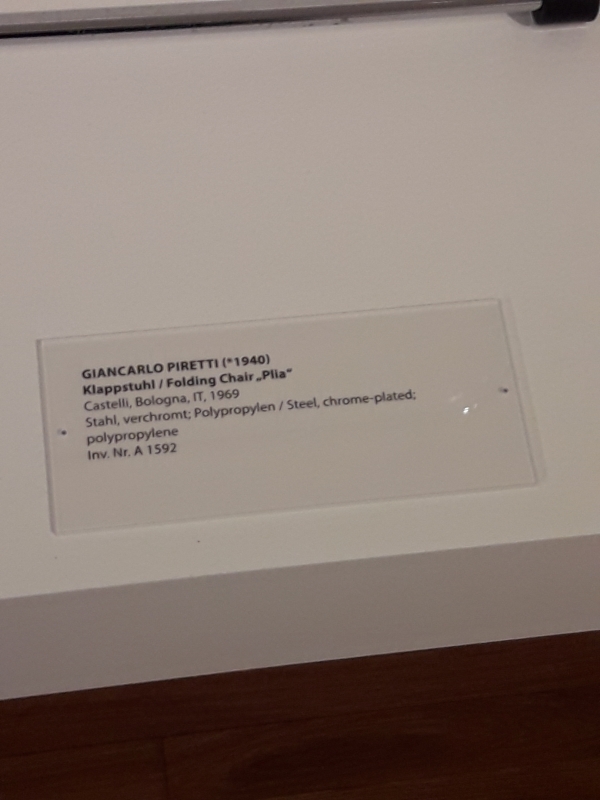 GIANCARLO PIRETTI (*1940)
Klappstuhl / Folding Chair „Plia“
Castelli, Bologna, IT, 1969
Stahl, verchromt; Polypropylen / Steel, chrome-plated;
polypropylene
Inv. Nr. A 1592